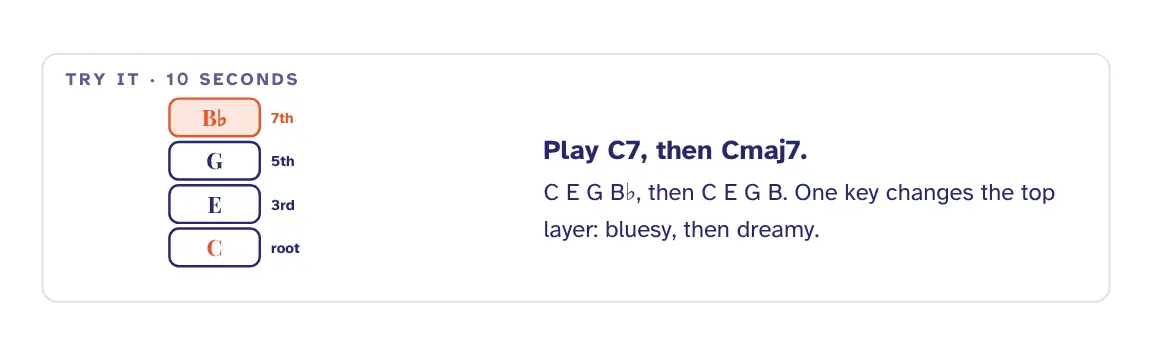 TRY IT · 10 SECONDS
B♭ 7th
G 5th
E 3rd
C root
Play C7, then Cmaj7.
C E G B♭, then C E G B. One key changes the top
layer: bluesy, then dreamy.